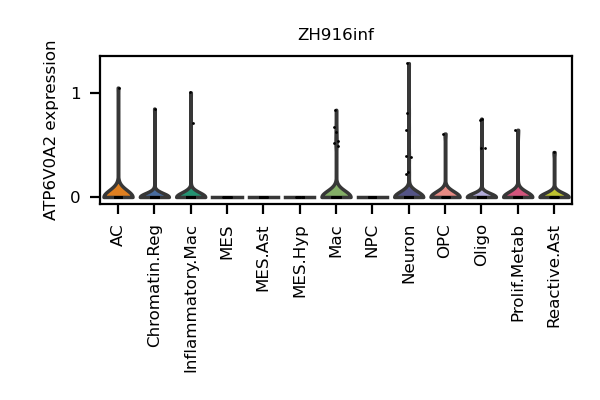 ZH916inf
ATP6V0A2 expression
1
0
AC
Chromatin.Reg
Inflammatory.Mac
MES
MES.Ast
MES.Hyp
Mac
NPC
Neuron
OPC
Oligo
Prolif.Metab
Reactive.Ast